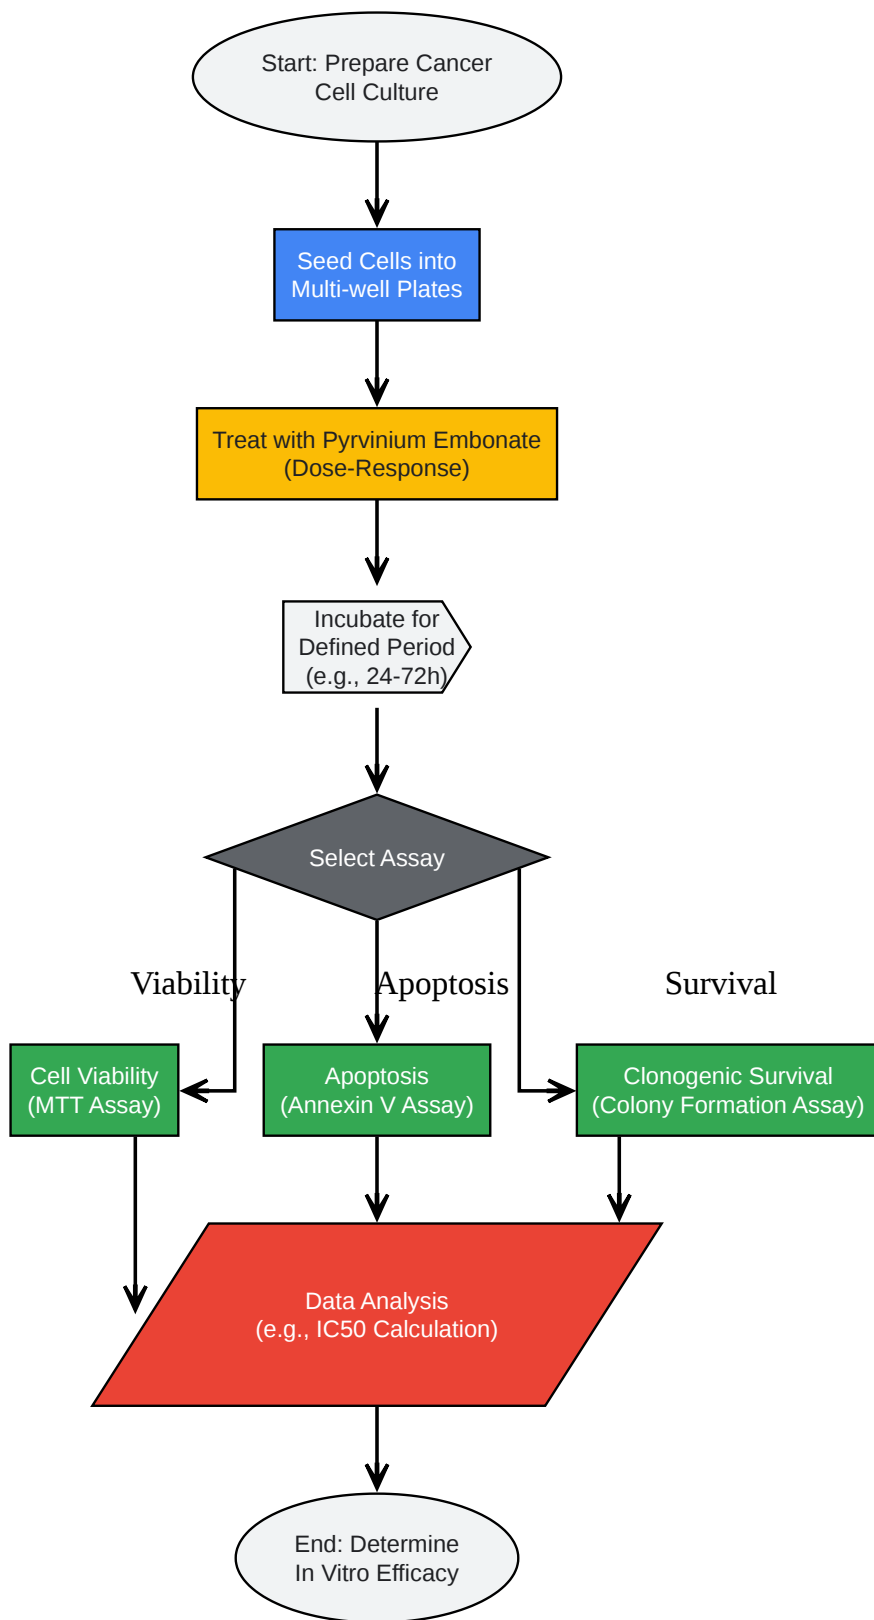 Start: Prepare Cancer
Cell Culture
Seed Cells into
Multi-well Plates
Treat with Pyrvinium Embonate
(Dose-Response)
Incubate for
Defined Period
(e.g., 24-72h)
Select Assay
Viability
Apoptosis
Survival
Cell Viability
(MTT Assay)
Apoptosis
(Annexin V Assay)
Clonogenic Survival
(Colony Formation Assay)
Data Analysis
(e.g., IC50 Calculation)
End: Determine
In Vitro Efficacy